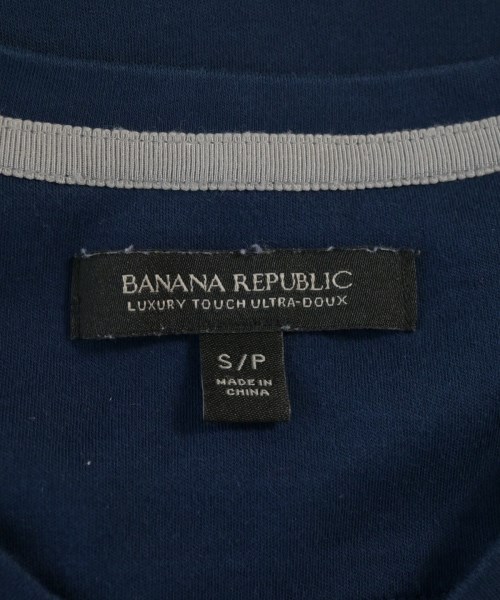 BANANA REPUBLIC
LUXURY TOUCH ULTRA-DOUX
S/P
MADE IN
CHINA